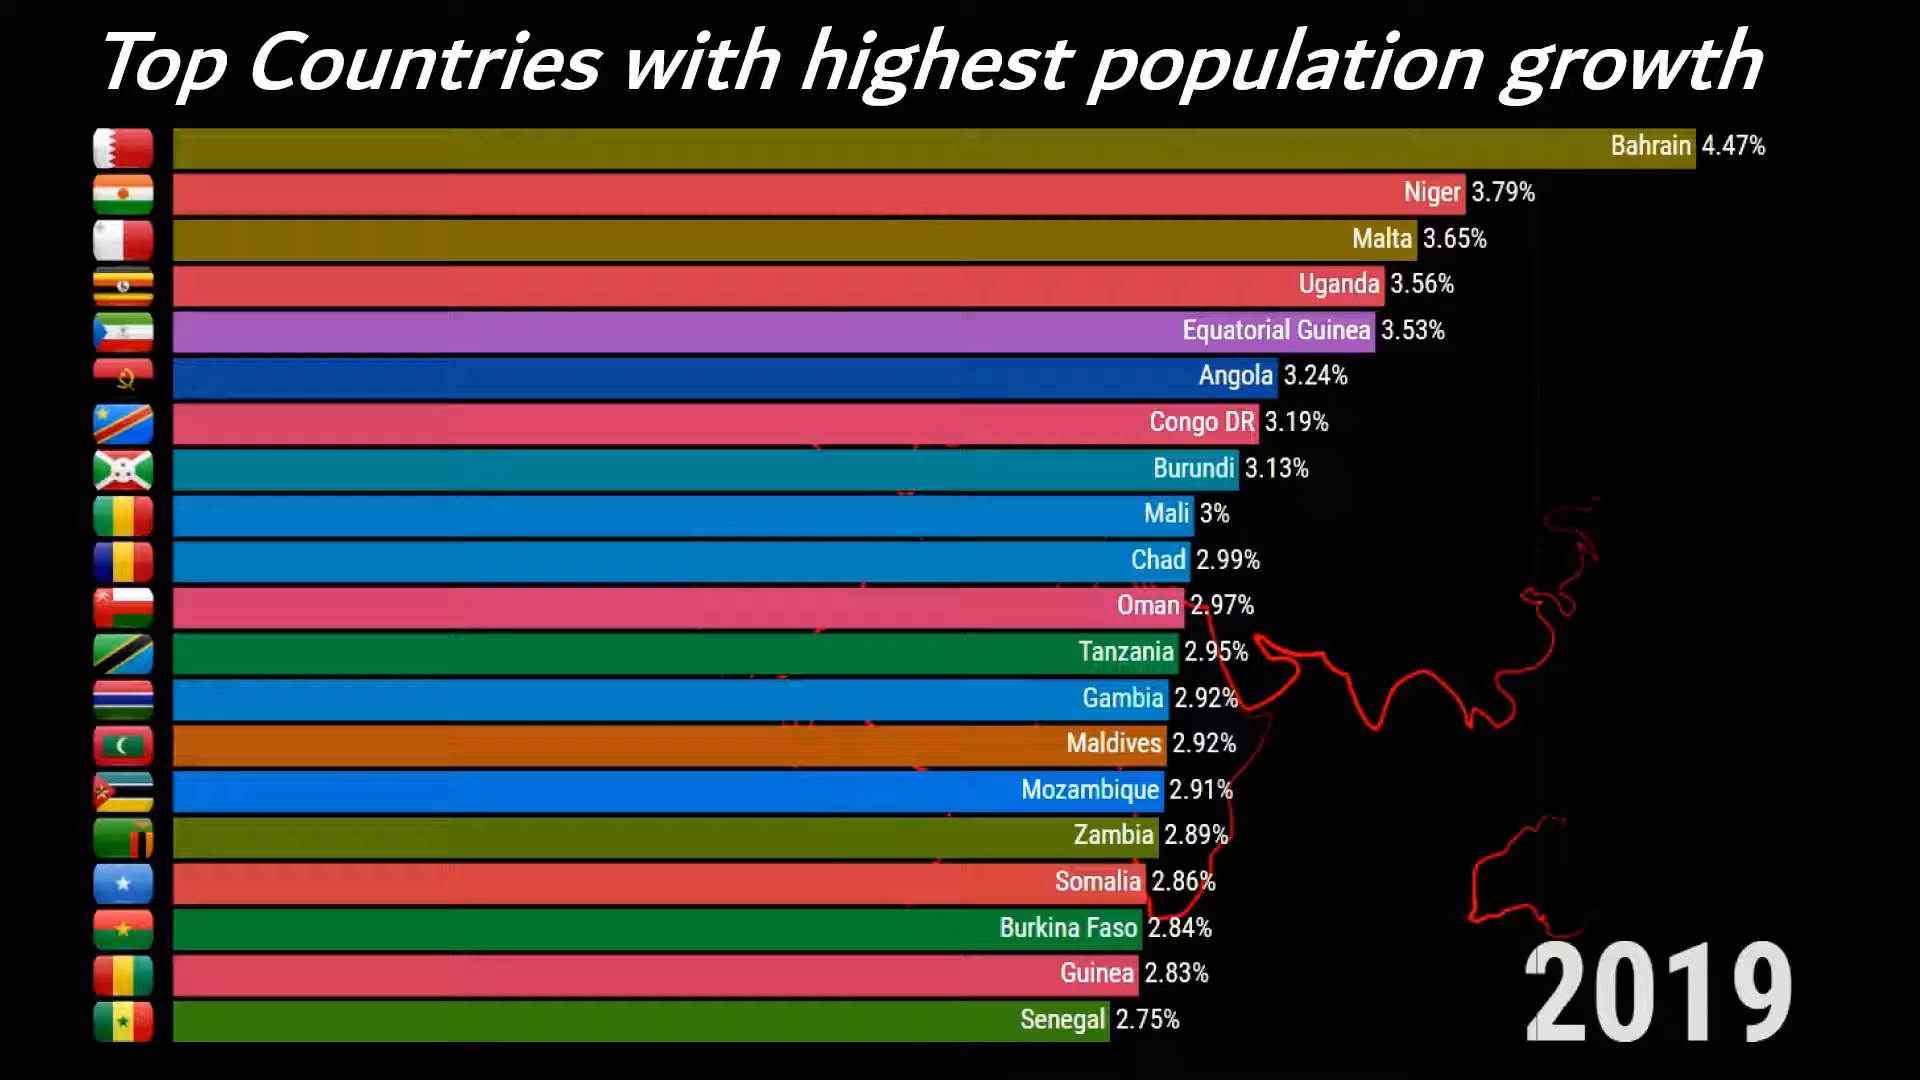 Top Countries with highest population growth
Bahrain 4.47%
Niger 3.79%
Malta 3.65%
Uganda 3.56%
Equatorial Guinea 3.53%
Angola 3.24%
Congo DR 3.19%
Burundi 3.13%
Mali 3%
Chad 2.99%
Oman 2.97%
Tanzania 2.95%
Gambia 2.92%
Maldives 2.92%
Mozambique 2.91%
Zambia 2.89%
Somalia 2.86%
Burkina Faso 2.84%
Guinea 2.83%
Senegal 2.75%
2019